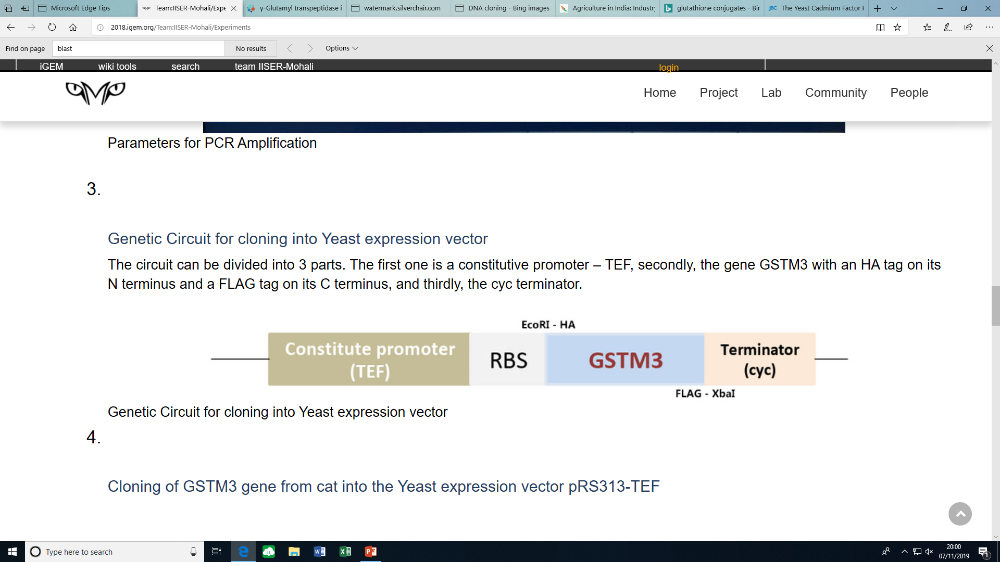 Microsoft Edge Tips
Team:IISER-Mohali/Expe
γ-Glutamyl transpeptidase i
watermark.silverchair.com
DNA cloning - Bing images
Agriculture in India: Industr
glutathione conjugates - Bi
JBC The Yeast Cadmium Factor
2018.igem.org/Team:IISER-Mohali/Experiments
Find on page blast No results Options
iGEM wiki tools search team IISER-Mohali login
Home Project Lab Community People
Parameters for PCR Amplification
3.
Genetic Circuit for cloning into Yeast expression vector
The circuit can be divided into 3 parts. The first one is a constitutive promoter – TEF, secondly, the gene GSTM3 with an HA tag on its
N terminus and a FLAG tag on its C terminus, and thirdly, the cyc terminator.
EcoRI - HA
Constitute promoter
(TEF)
RBS
GSTM3
Terminator
(cyc)
FLAG - XbaI
Genetic Circuit for cloning into Yeast expression vector
4.
Cloning of GSTM3 gene from cat into the Yeast expression vector pRS313-TEF
Type here to search
20:00
07/11/2019
1